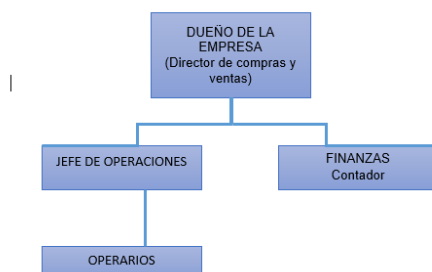 DUEÑO DE LA
EMPRESA
(Director de compras y
ventas)
JEFE DE OPERACIONES
FINANZAS
Contador
OPERARIOS